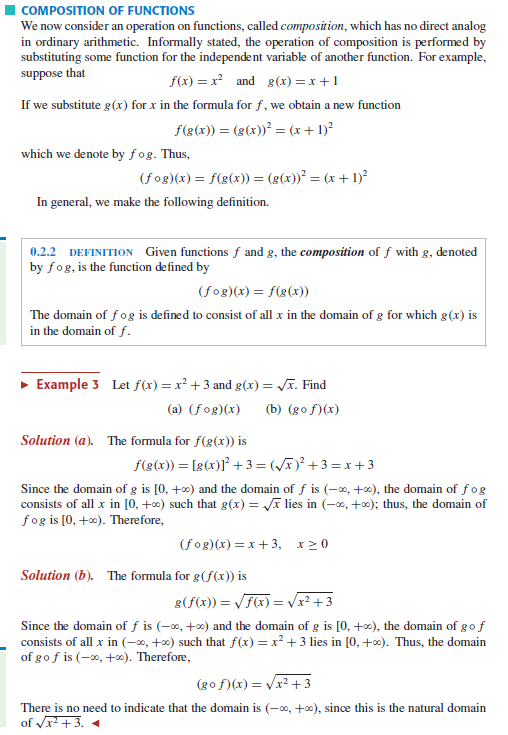 COMPOSITION OF FUNCTIONS
We now consider an operation on functions, called composition, which has no direct analog
in ordinary arithmetic. Informally stated, the operation of composition is performed by
substituting some function for the independent variable of another function. For example,
suppose that
f(x) = x² and g(x) = x + 1
If we substitute g(x) for x in the formula for f, we obtain a new function
f(g(x)) = (g(x))² = (x + 1)²
which we denote by f∘g. Thus,
(f∘g)(x) = f(g(x)) = (g(x))² = (x + 1)²
In general, we make the following definition.
0.2.2 DEFINITION Given functions f and g, the composition of f with g, denoted
by f∘g, is the function defined by
(f∘g)(x) = f(g(x))
The domain of f∘g is defined to consist of all x in the domain of g for which g(x) is
in the domain of f.
▶ Example 3 Let f(x) = x² + 3 and g(x) = √x. Find
(a) (f∘g)(x) (b) (g∘f)(x)
Solution (a). The formula for f(g(x)) is
f(g(x)) = [g(x)]² + 3 = (√x)² + 3 = x + 3
Since the domain of g is [0, +∞) and the domain of f is (−∞, +∞), the domain of f∘g
consists of all x in [0, +∞) such that g(x) = √x lies in (−∞, +∞); thus, the domain of
f∘g is [0, +∞). Therefore,
(f∘g)(x) = x + 3, x ≥ 0
Solution (b). The formula for g(f(x)) is
g(f(x)) = √f(x) = √(x² + 3)
Since the domain of f is (−∞, +∞) and the domain of g is [0, +∞), the domain of g∘f
consists of all x in (−∞, +∞) such that f(x) = x² + 3 lies in [0, +∞). Thus, the domain
of g∘f is (−∞, +∞). Therefore,
(g∘f)(x) = √(x² + 3)
There is no need to indicate that the domain is (−∞, +∞), since this is the natural domain
of √(x² + 3). ◀